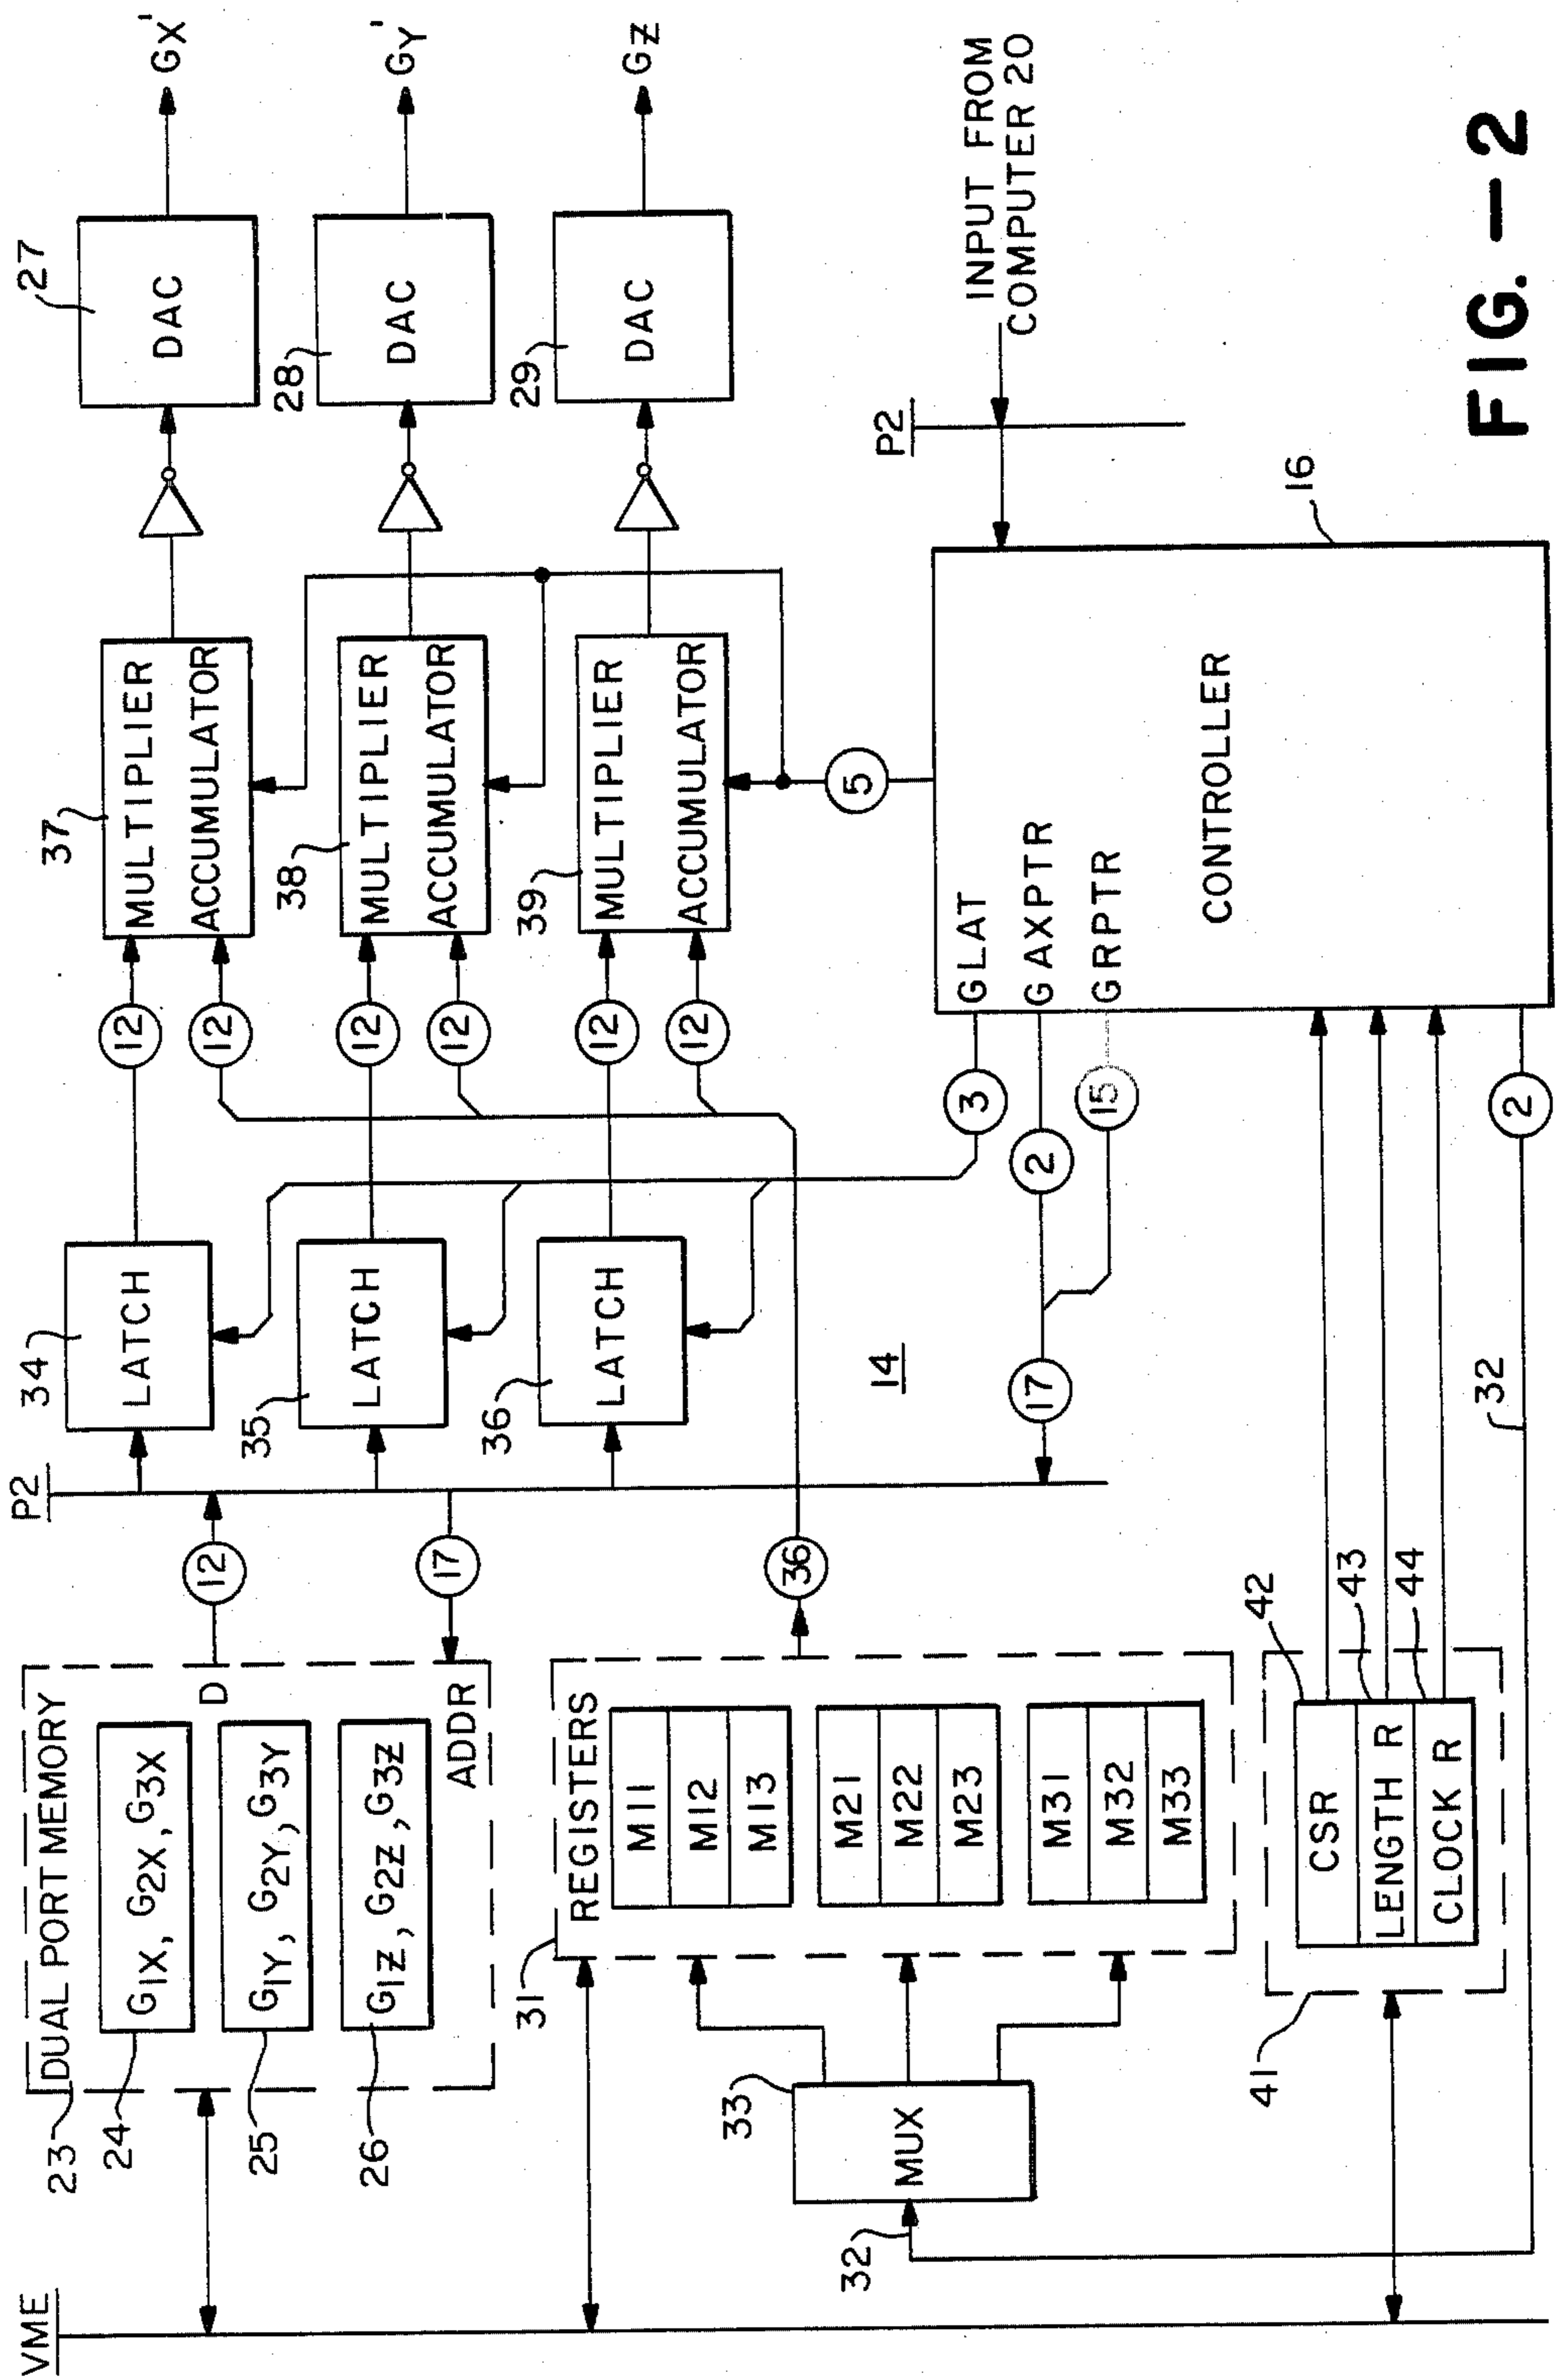 VME
23
DUAL PORT MEMORY
24
G1X, G2X, G3X
D
25
G1Y, G2Y, G3Y
26
G1Z, G2Z, G3Z
ADDR
12
17
P2
34
LATCH
35
LATCH
36
LATCH
12
12
12
12
12
12
37
MULTIPLIER
ACCUMULATOR
38
MULTIPLIER
ACCUMULATOR
39
MULTIPLIER
ACCUMULATOR
27
DAC
GX'
28
DAC
GY'
29
DAC
GZ
31
REGISTERS
M11
M12
M13
M21
M22
M23
M31
M32
M33
36
33
MUX
32
14
3
2
15
17
5
GLAT
GAXPTR
GRPTR
CONTROLLER
16
P2
INPUT FROM
COMPUTER 20
41
CSR
LENGTH R
CLOCK R
42
43
44
32
2
FIG. - 2